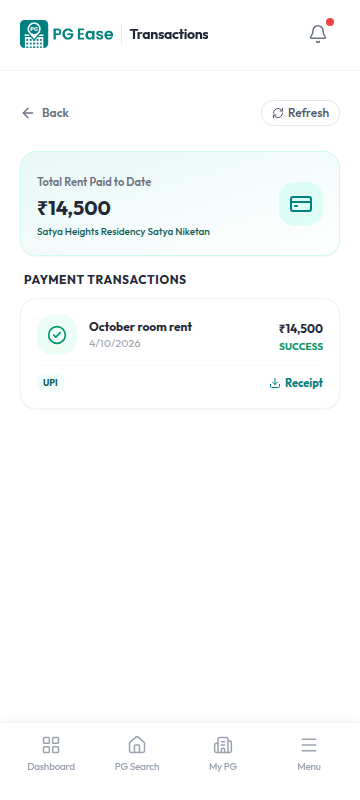 PG
PG Ease
Transactions
Back
Refresh
Total Rent Paid to Date
₹14,500
Satya Heights Residency Satya Niketan
PAYMENT TRANSACTIONS
October room rent
₹14,500
4/10/2026
SUCCESS
UPI
Receipt
Dashboard
PG Search
My PG
Menu